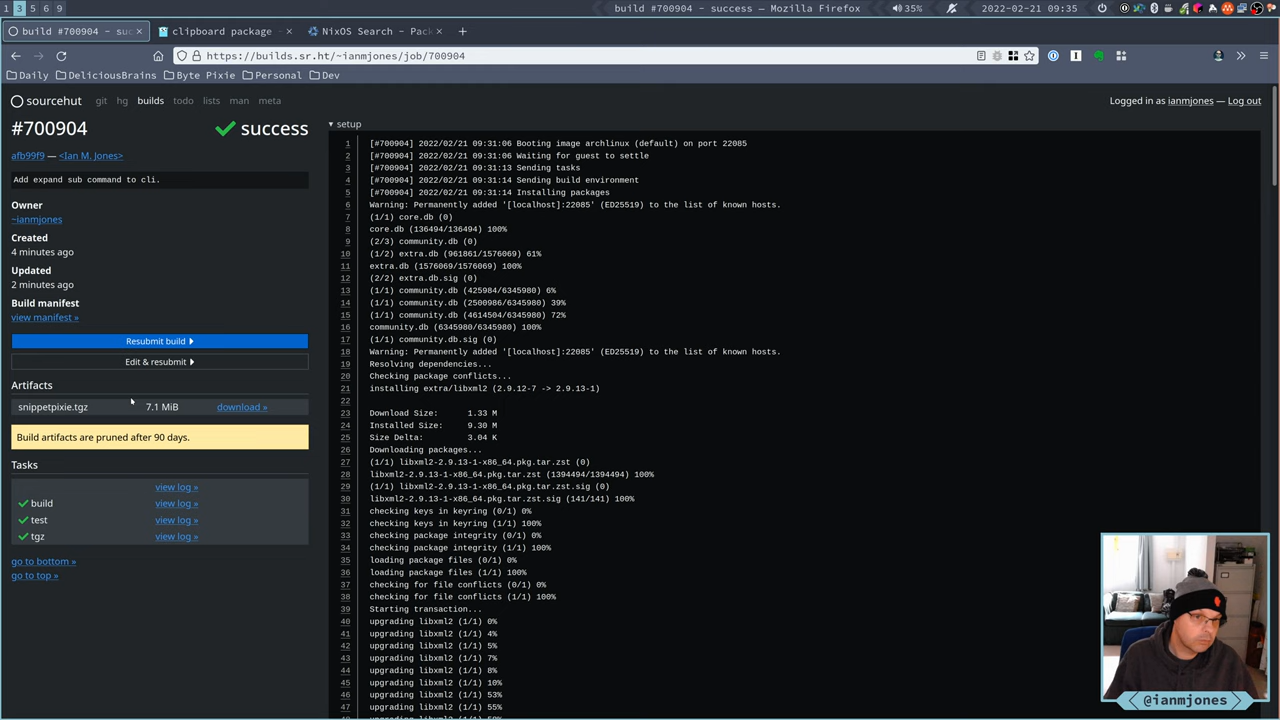 1 3 5 6 9
build #700904 - success — Mozilla Firefox
35%
2022-02-21 09:35
build #700904 - suc
clipboard package -
NixOS Search - Pack
https://builds.sr.ht/~ianmjones/job/700904
Daily DeliciousBrains Byte Pixie Personal Dev
sourcehut git hg builds todo lists man meta
Logged in as ianmjones — Log out
#700904
success
afb99f9 — <Ian M. Jones>
Add expand sub command to cli.
Owner
~ianmjones
Created
4 minutes ago
Updated
2 minutes ago
Build manifest
view manifest »
Resubmit build
Edit & resubmit
Artifacts
snippetpixie.tgz 7.1 MiB download »
Build artifacts are pruned after 90 days.
Tasks
view log »
build view log »
test view log »
tgz view log »
go to bottom »
go to top »
setup
1 [#700904] 2022/02/21 09:31:06 Booting image archlinux (default) on port 22085
2 [#700904] 2022/02/21 09:31:06 Waiting for guest to settle
3 [#700904] 2022/02/21 09:31:13 Sending tasks
4 [#700904] 2022/02/21 09:31:14 Sending build environment
5 [#700904] 2022/02/21 09:31:14 Installing packages
6 Warning: Permanently added '[localhost]:22085' (ED25519) to the list of known hosts.
7 (1/1) core.db (0)
8 core.db (136494/136494) 100%
9 (2/3) community.db (0)
10 (1/2) extra.db (961861/1576069) 61%
11 extra.db (1576069/1576069) 100%
12 (2/2) extra.db.sig (0)
13 (1/1) community.db (425984/6345980) 6%
14 (1/1) community.db (2500986/6345980) 39%
15 (1/1) community.db (4614504/6345980) 72%
16 community.db (6345980/6345980) 100%
17 (1/1) community.db.sig (0)
18 Warning: Permanently added '[localhost]:22085' (ED25519) to the list of known hosts.
19 Resolving dependencies...
20 Checking package conflicts...
21 installing extra/libxml2 (2.9.12-7 -> 2.9.13-1)
22
23 Download Size: 1.33 M
24 Installed Size: 9.30 M
25 Size Delta: 3.04 K
26 Downloading packages...
27 (1/1) libxml2-2.9.13-1-x86_64.pkg.tar.zst (0)
28 libxml2-2.9.13-1-x86_64.pkg.tar.zst (1394494/1394494) 100%
29 (1/1) libxml2-2.9.13-1-x86_64.pkg.tar.zst.sig (0)
30 libxml2-2.9.13-1-x86_64.pkg.tar.zst.sig (141/141) 100%
31 checking keys in keyring (0/1) 0%
32 checking keys in keyring (1/1) 100%
33 checking package integrity (0/1) 0%
34 checking package integrity (1/1) 100%
35 loading package files (0/1) 0%
36 loading package files (1/1) 100%
37 checking for file conflicts (0/1) 0%
38 checking for file conflicts (1/1) 100%
39 Starting transaction...
40 upgrading libxml2 (1/1) 0%
41 upgrading libxml2 (1/1) 4%
42 upgrading libxml2 (1/1) 5%
43 upgrading libxml2 (1/1) 7%
44 upgrading libxml2 (1/1) 8%
45 upgrading libxml2 (1/1) 10%
46 upgrading libxml2 (1/1) 53%
47 upgrading libxml2 (1/1) 55%
@ianmjones